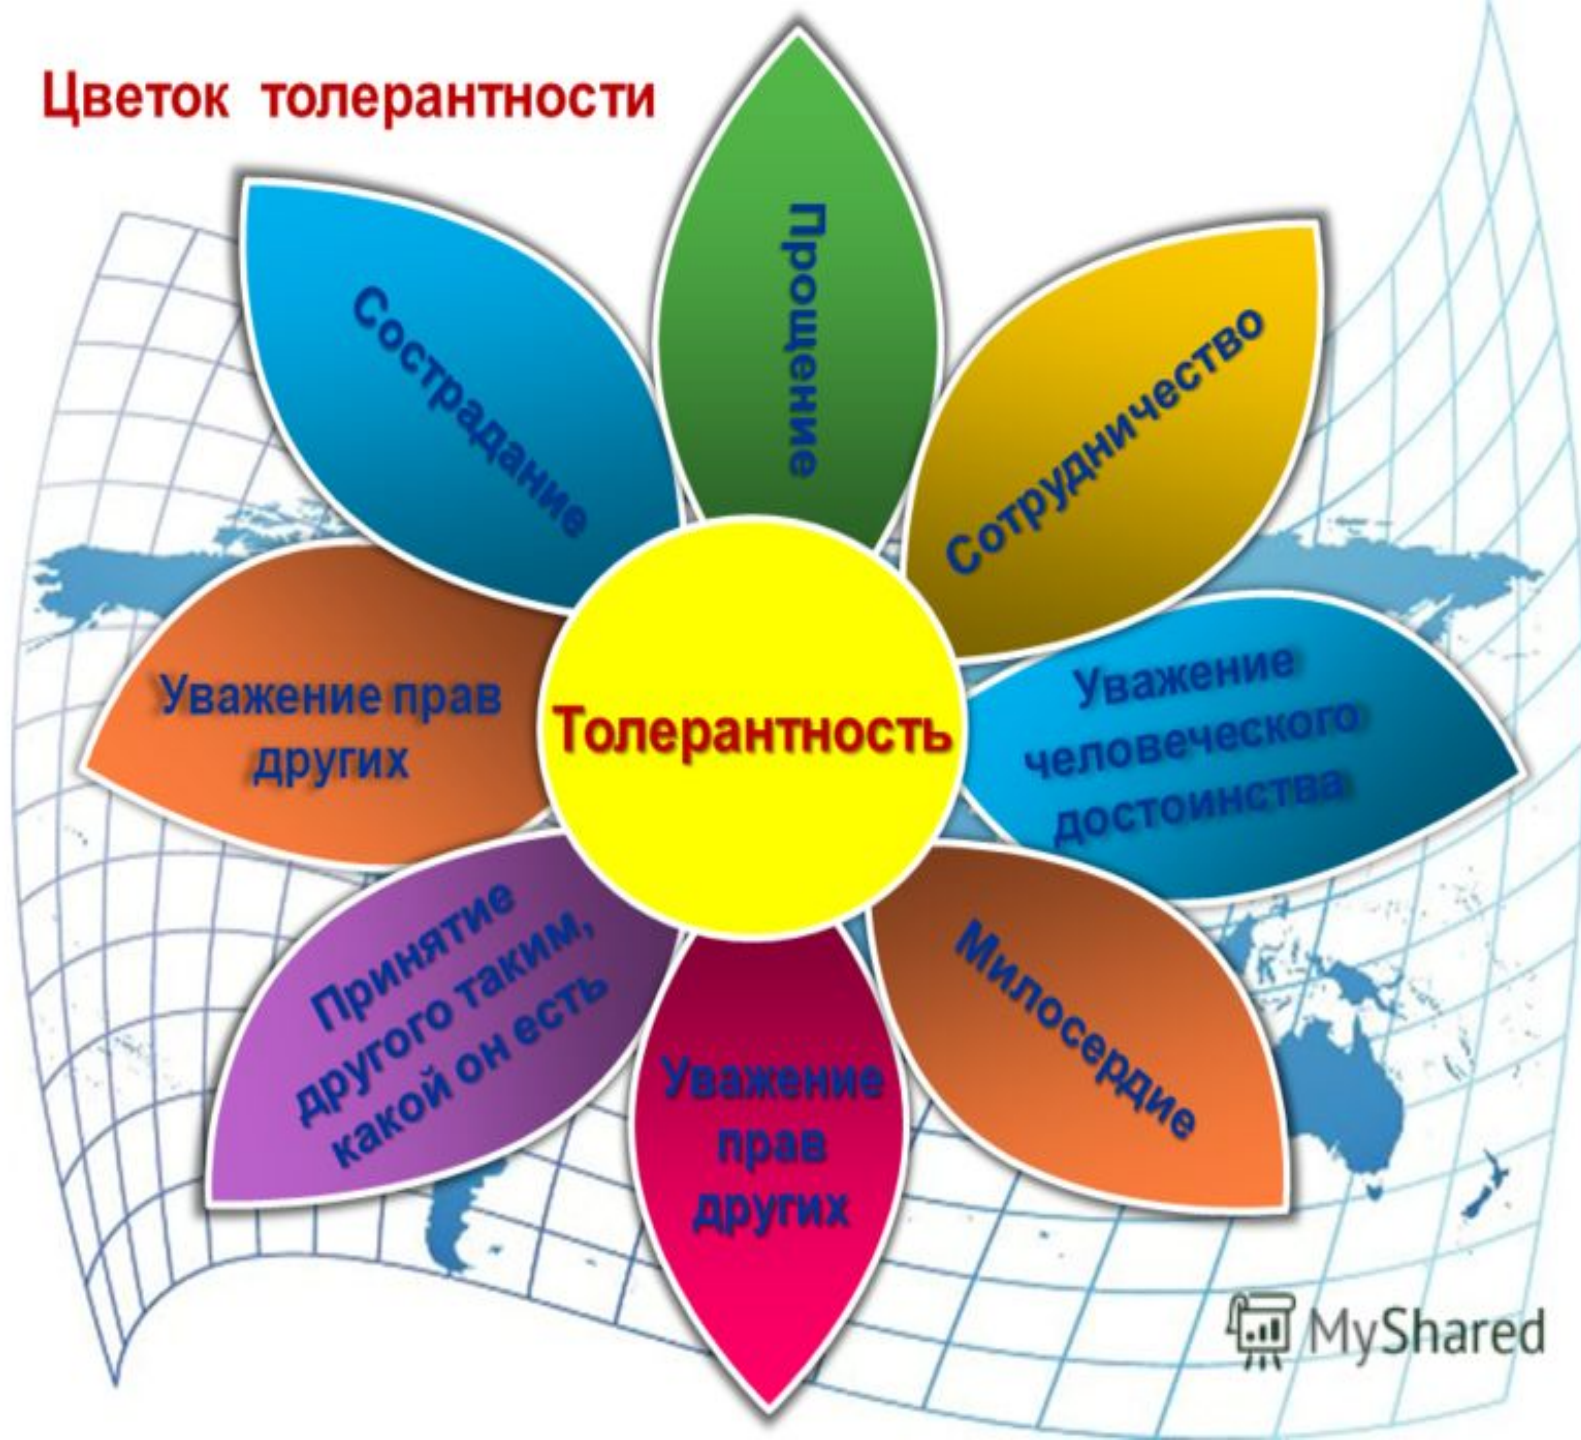 Цветок толерантности
Прощение
Сотрудничество
Уважение
человеческого
достоинства
Милосердие
Уважение
прав
других
Принятие
другого таким,
какой он есть
Уважение прав
других
Сострадание
Толерантность
MyShared